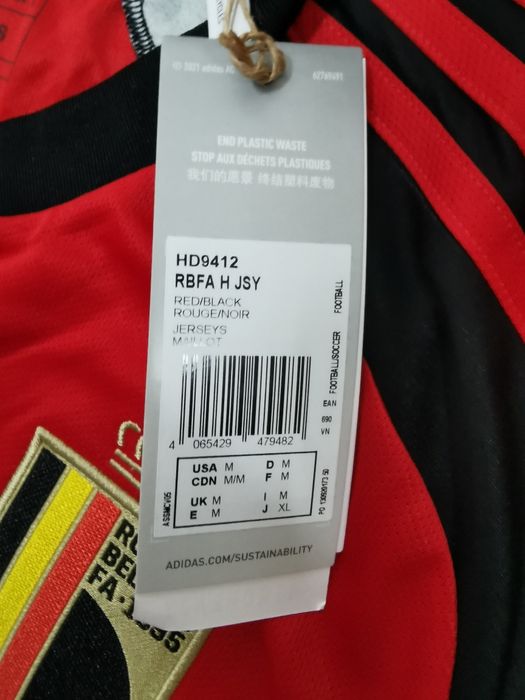 © 2021 adidas AG
62769491
END PLASTIC WASTE
STOP AUX DÉCHETS PLASTIQUES
我们的愿景 终结塑料废物
HD9412
RBFA H JSY
RED/BLACK
ROUGE/NOIR
JERSEYS
MAILLOT
FOOTBALL/SOCCER FOOTBALL
EAN
690
VN
4 065429 479482
USA M D M
CDN M/M F M
UK M I M
E M J XL
ASSMCV05
ADIDAS.COM/SUSTAINABILITY